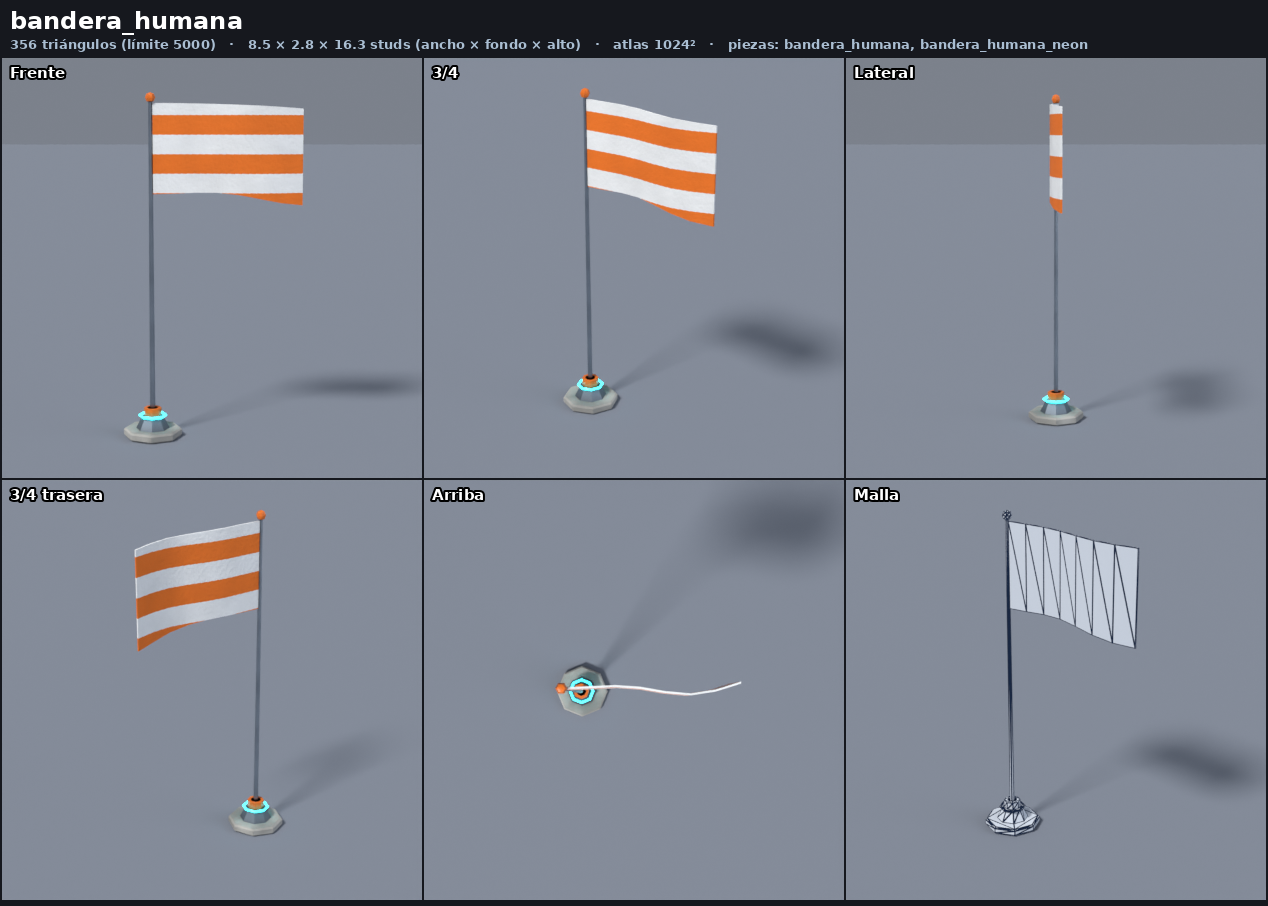 bandera_humana
356 triángulos (límite 5000) · 8.5 × 2.8 × 16.3 studs (ancho × fondo × alto) · atlas 1024² · piezas: bandera_humana, bandera_humana_neon
Frente
3/4
Lateral
3/4 trasera
Arriba
Malla